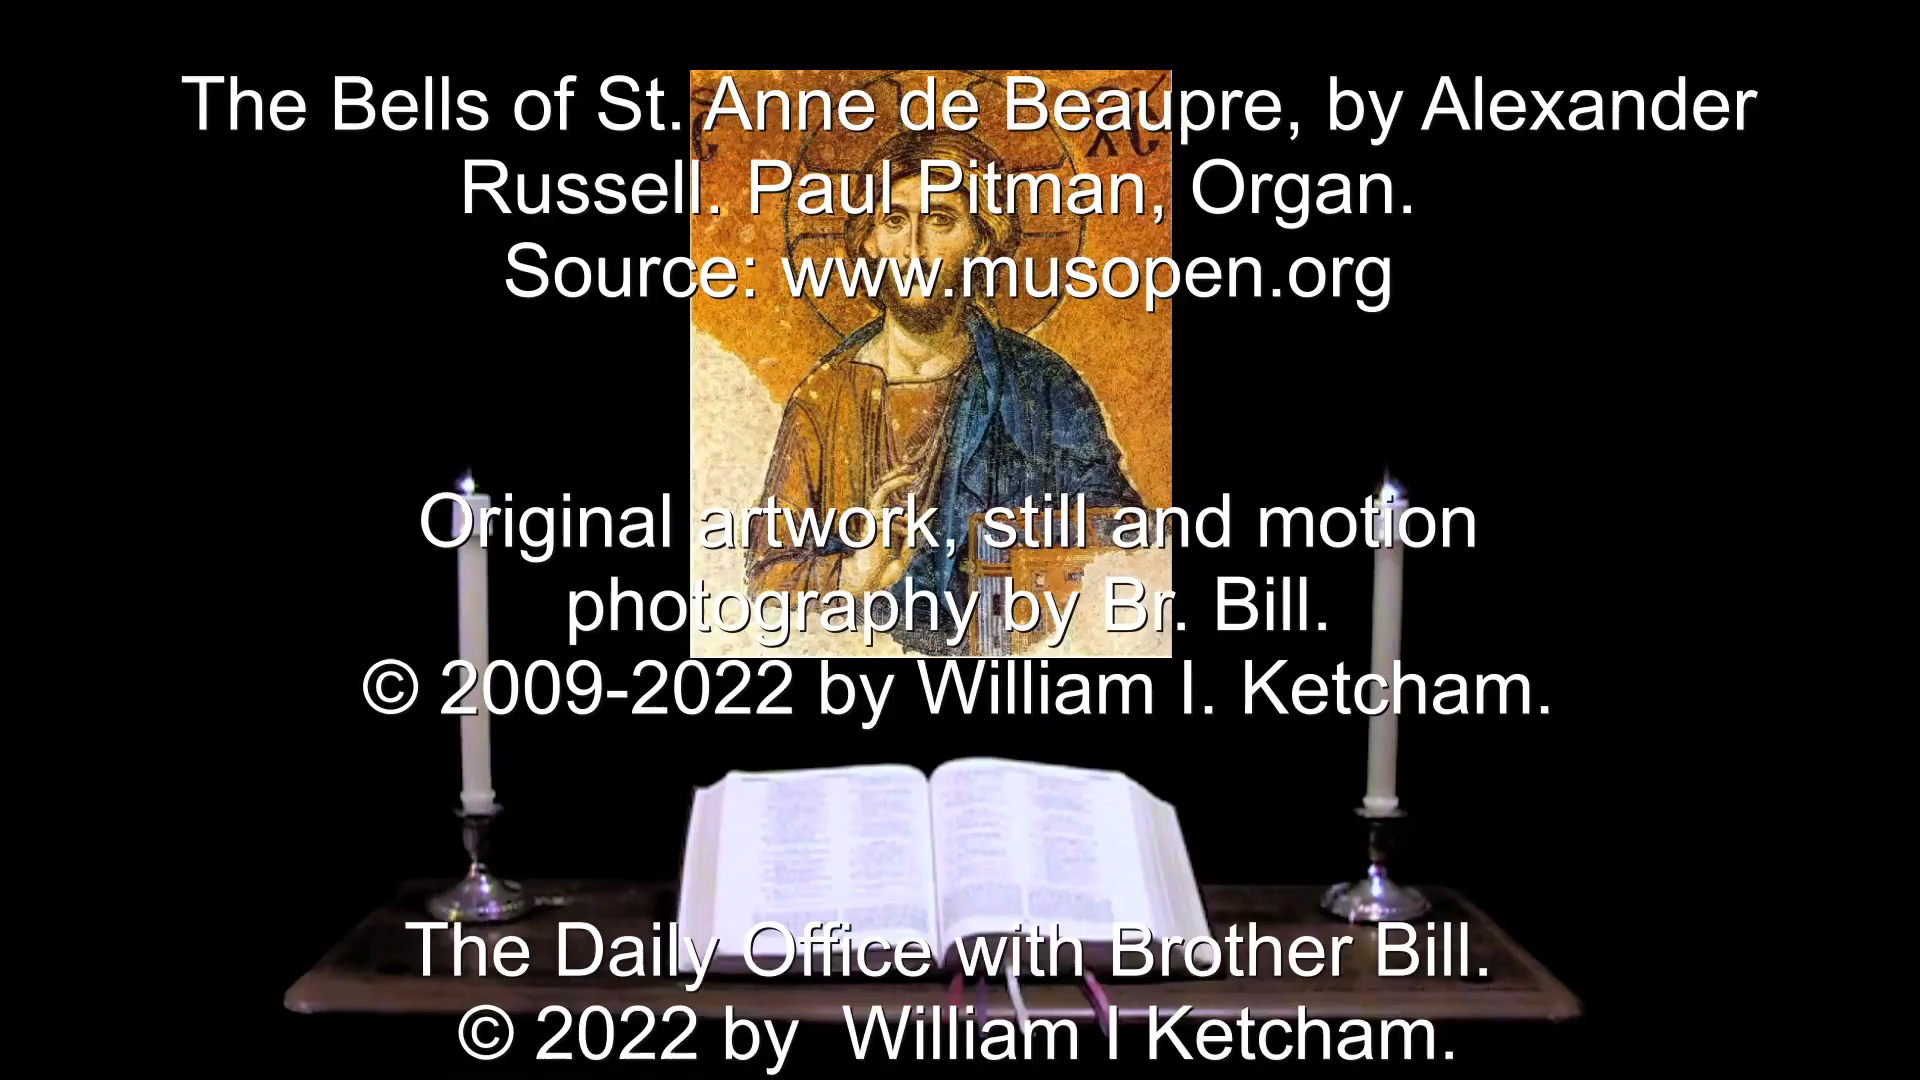 The Bells of St. Anne de Beaupre, by Alexander
Russell. Paul Pitman, Organ.
Source: www.musopen.org
Original artwork, still and motion
photography by Br. Bill.
© 2009-2022 by William I. Ketcham.
The Daily Office with Brother Bill.
© 2022 by  William I Ketcham.